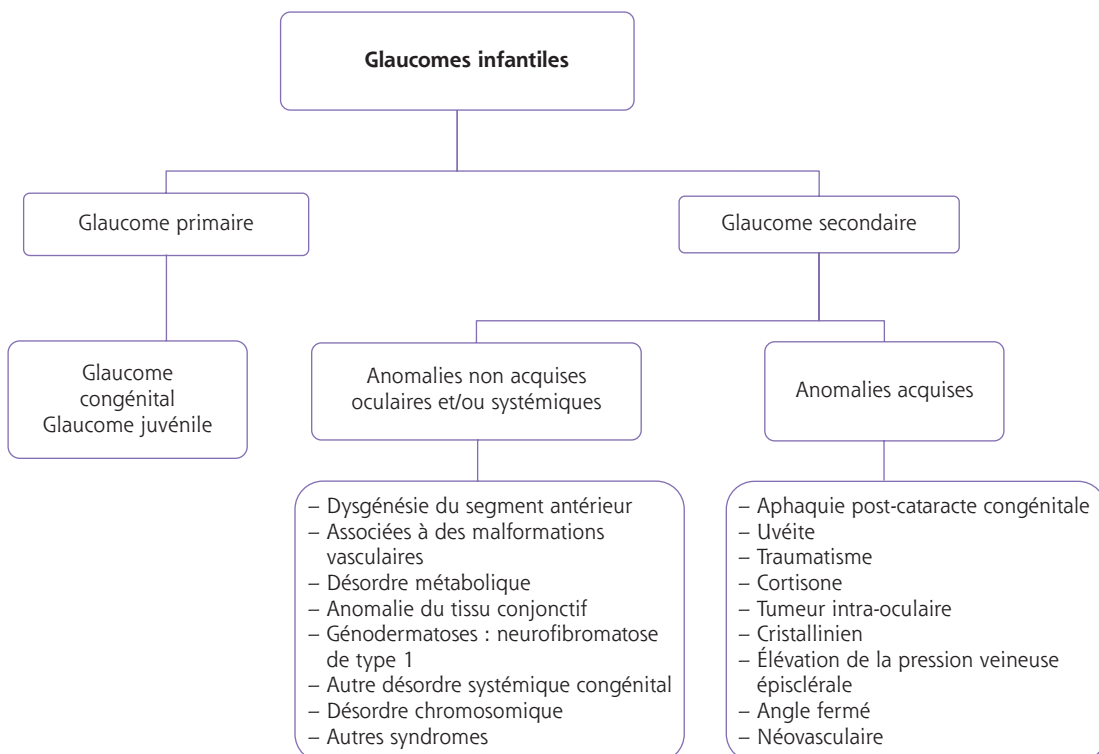 Glaucomes infantiles
Glaucome primaire
Glaucome secondaire
Glaucome
congénital
Glaucome juvénile
Anomalies non acquises
oculaires et/ou systémiques
Anomalies acquises
– Dysgénésie du segment antérieur
– Associées à des malformations
vasculaires
– Désordre métabolique
– Anomalie du tissu conjonctif
– Génodermatoses : neurofibromatose
de type 1
– Autre désordre systémique congénital
– Désordre chromosomique
– Autres syndromes
– Aphaquie post-cataracte congénitale
– Uvéite
– Traumatisme
– Cortisone
– Tumeur intra-oculaire
– Cristallinien
– Élévation de la pression veineuse
épisclérale
– Angle fermé
– Néovasculaire